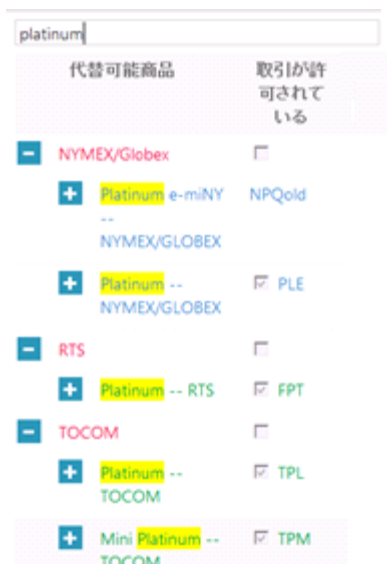 platinum
代替可能商品
取引が許
可されて
いる
NYMEX/Globex
Platinum e-miNY
--
NYMEX/GLOBEX
NPQold
Platinum --
NYMEX/GLOBEX
PLE
RTS
Platinum -- RTS
FPT
TOCOM
Platinum --
TOCOM
TPL
Mini Platinum --
TOCOM
TPM